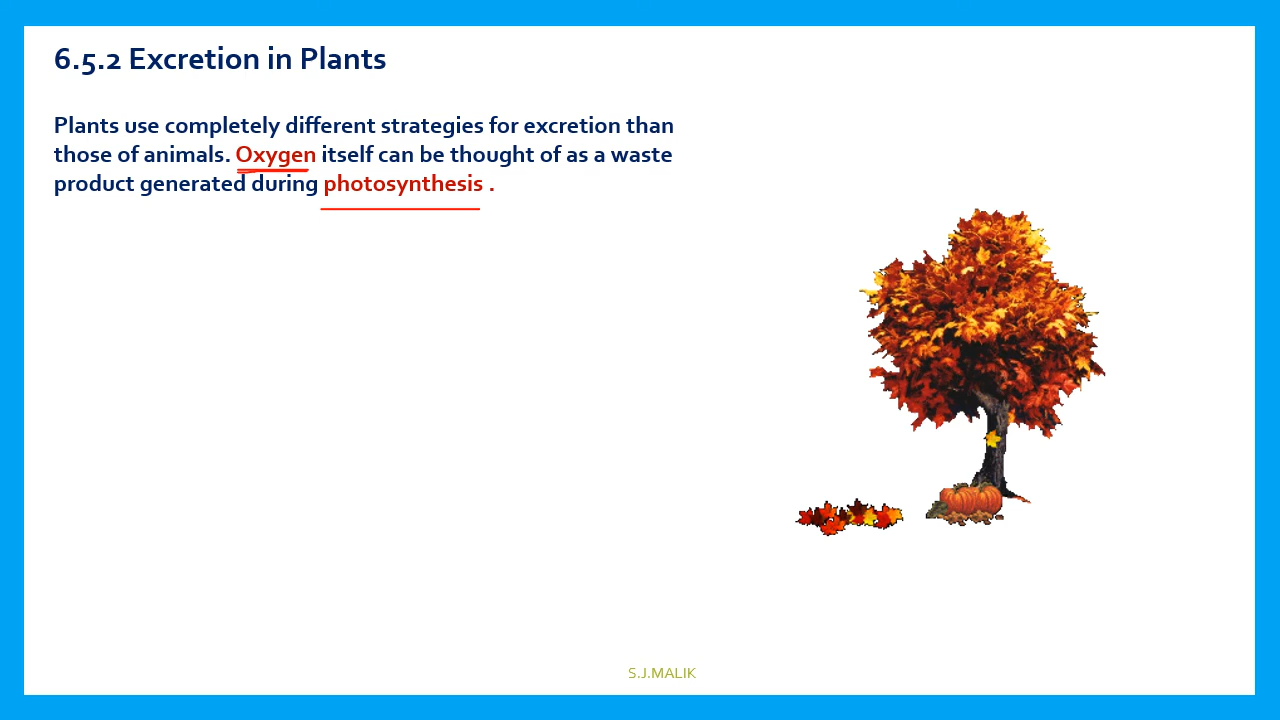 6.5.2 Excretion in Plants
Plants use completely different strategies for excretion than
those of animals. Oxygen itself can be thought of as a waste
product generated during photosynthesis .
S.J.MALIK